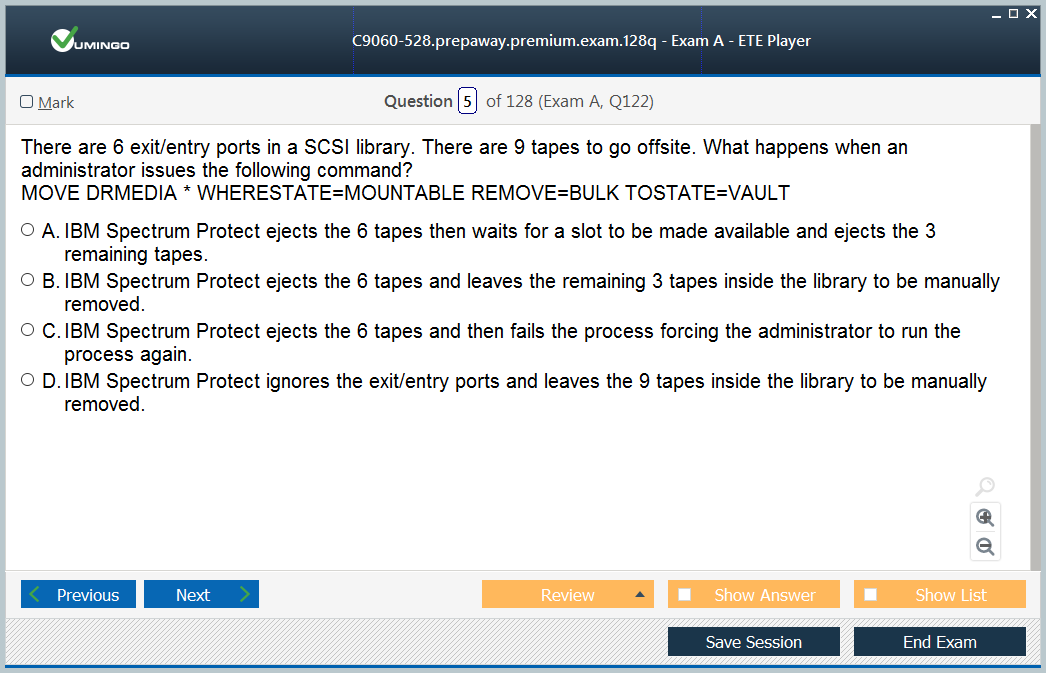 VUMINGO
C9060-528.prepaway.premium.exam.128q - Exam A - ETE Player
Mark
Question 5 of 128 (Exam A, Q122)
There are 6 exit/entry ports in a SCSI library. There are 9 tapes to go offsite. What happens when an
administrator issues the following command?
MOVE DRMEDIA * WHERESTATE=MOUNTABLE REMOVE=BULK TOSTATE=VAULT
A. IBM Spectrum Protect ejects the 6 tapes then waits for a slot to be made available and ejects the 3
remaining tapes.
B. IBM Spectrum Protect ejects the 6 tapes and leaves the remaining 3 tapes inside the library to be manually
removed.
C. IBM Spectrum Protect ejects the 6 tapes and then fails the process forcing the administrator to run the
process again.
D. IBM Spectrum Protect ignores the exit/entry ports and leaves the 9 tapes inside the library to be manually
removed.
Previous Next Review Show Answer Show List
Save Session End Exam